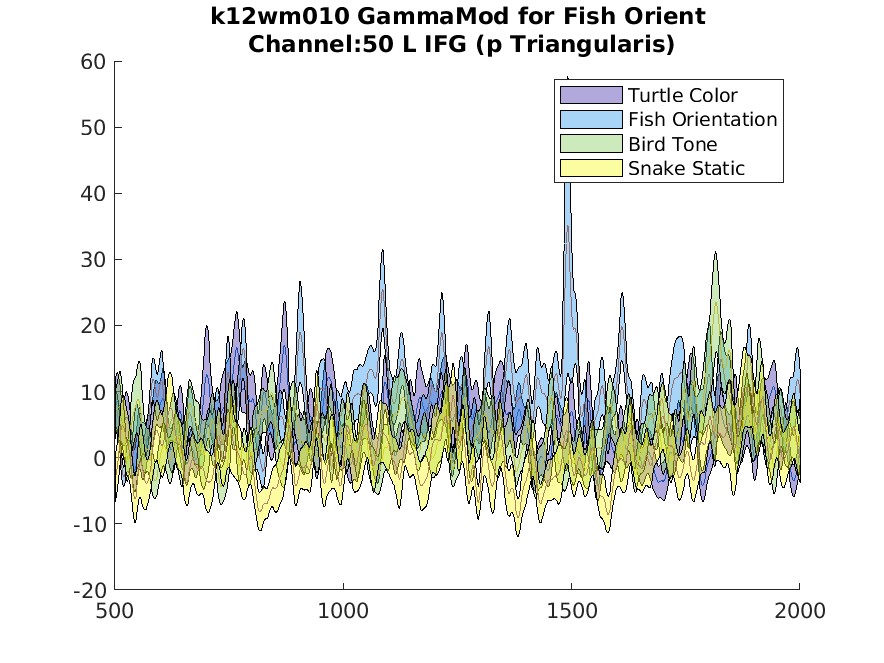 k12wm010 GammaMod for Fish Orient
Channel:50 L IFG (p Triangularis)
60
50
40
30
20
10
0
-10
-20
500
1000
1500
2000
Turtle Color
Fish Orientation
Bird Tone
Snake Static